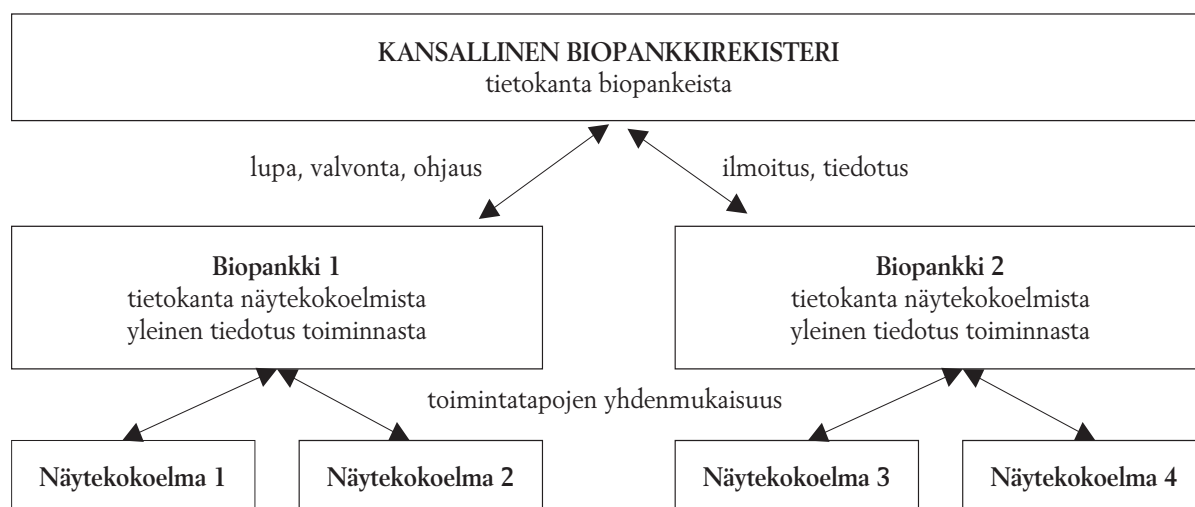 KANSALLINEN BIOPANKKIREKISTERI
tietokanta biopankeista
lupa, valvonta, ohjaus
ilmoitus, tiedotus
Biopankki 1
tietokanta näytekokoelmista
yleinen tiedotus toiminnasta
Biopankki 2
tietokanta näytekokoelmista
yleinen tiedotus toiminnasta
toimintatapojen yhdenmukaisuus
Näytekokoelma 1
Näytekokoelma 2
Näytekokoelma 3
Näytekokoelma 4